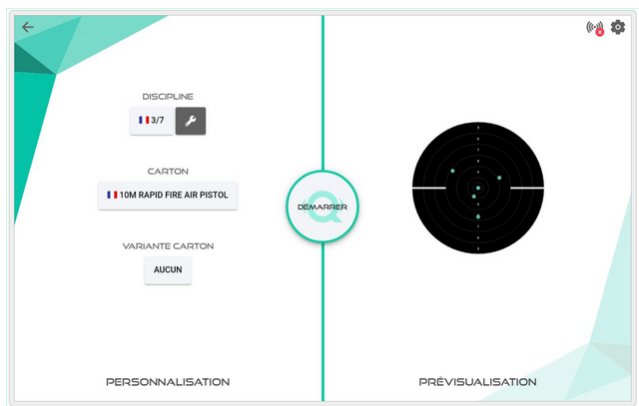 DISCIPLINE
3/7
CARTON
10M RAPID FIRE AIR PISTOL
DEMARRER
VARIANTE CARTON
AUCUN
PERSONNALISATION
PRÉVISUALISATION